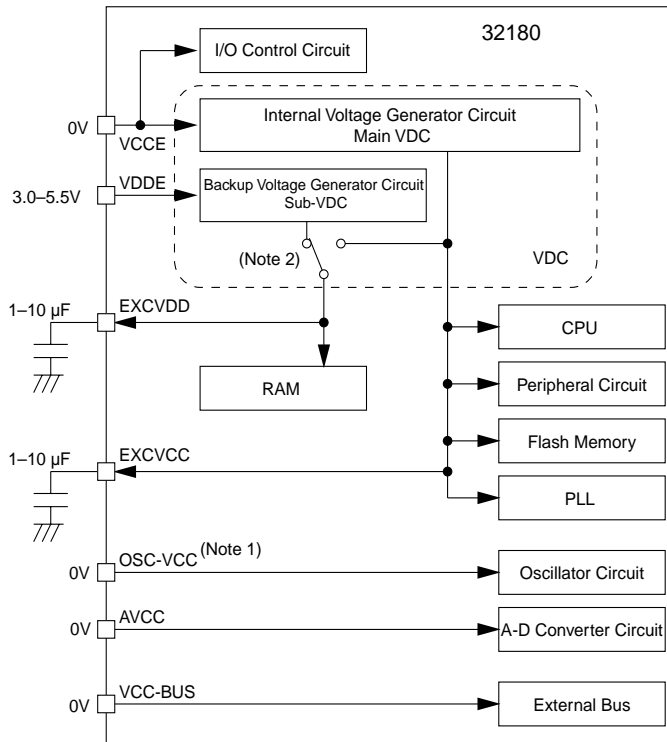 32180
I/O Control Circuit
Internal Voltage Generator Circuit
Main VDC
0V
VCCE
VDDE
3.0–5.5V
Backup Voltage Generator Circuit
Sub-VDC
(Note 2)
VDC
1–10 µF
EXCVDD
CPU
RAM
Peripheral Circuit
Flash Memory
1–10 µF
EXCVCC
PLL
OSC-VCC (Note 1)
0V
Oscillator Circuit
AVCC
0V
A-D Converter Circuit
VCC-BUS
0V
External Bus